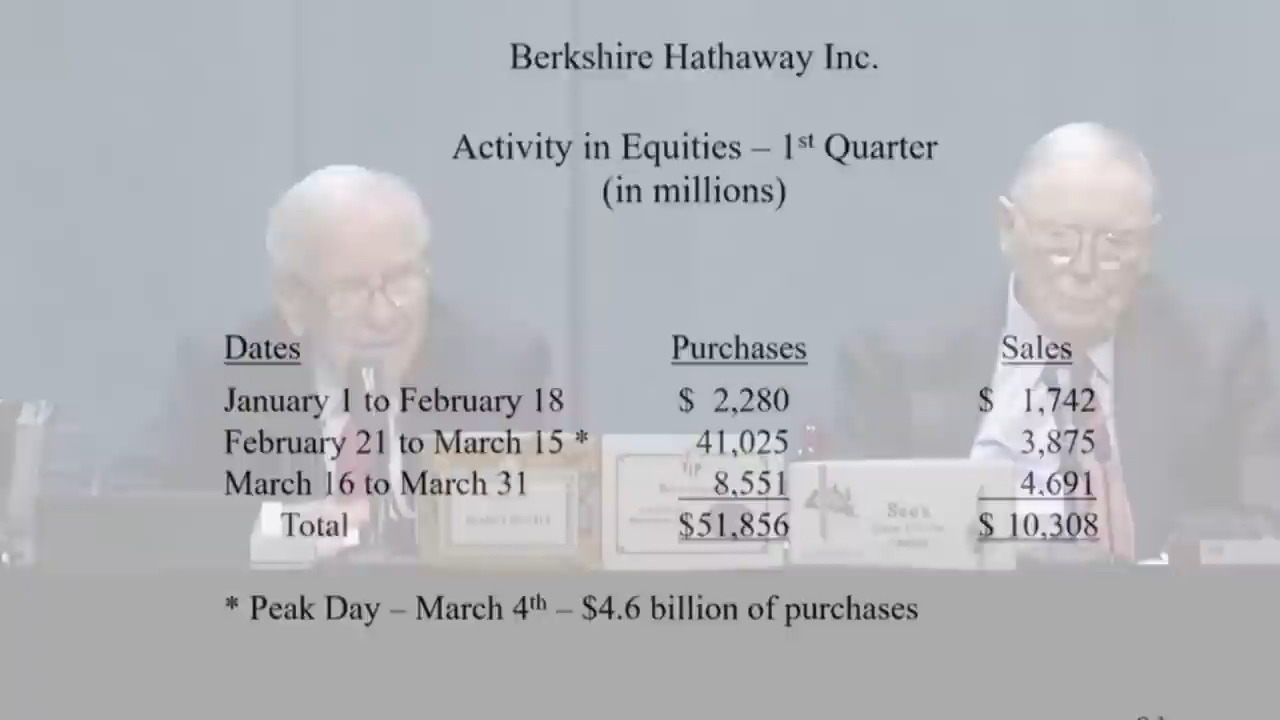 Berkshire Hathaway Inc.
Activity in Equities – 1st Quarter
(in millions)
Dates Purchases Sales
January 1 to February 18 $ 2,280 $ 1,742
February 21 to March 15 * 41,025 3,875
March 16 to March 31 8,551 4,691
Total $51,856 $ 10,308
See's
* Peak Day – March 4th – $4.6 billion of purchases